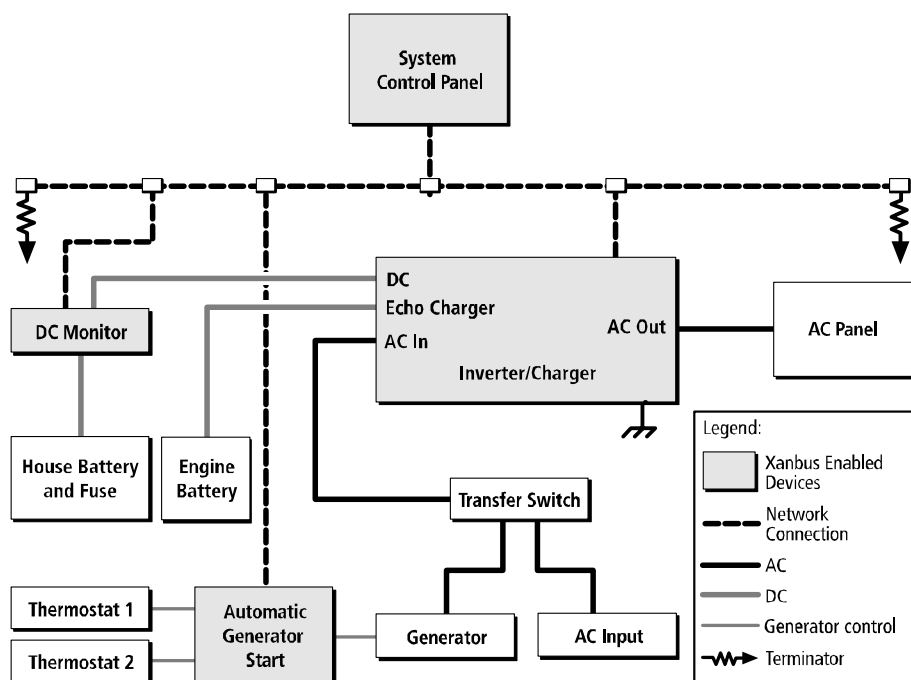 System
Control Panel
DC
Echo Charger
AC In
AC Out
Inverter/Charger
DC Monitor
AC Panel
House Battery
and Fuse
Engine
Battery
Transfer Switch
Thermostat 1
Thermostat 2
Automatic
Generator
Start
Generator
AC Input
Legend:
Xanbus Enabled
Devices
Network
Connection
AC
DC
Generator control
Terminator